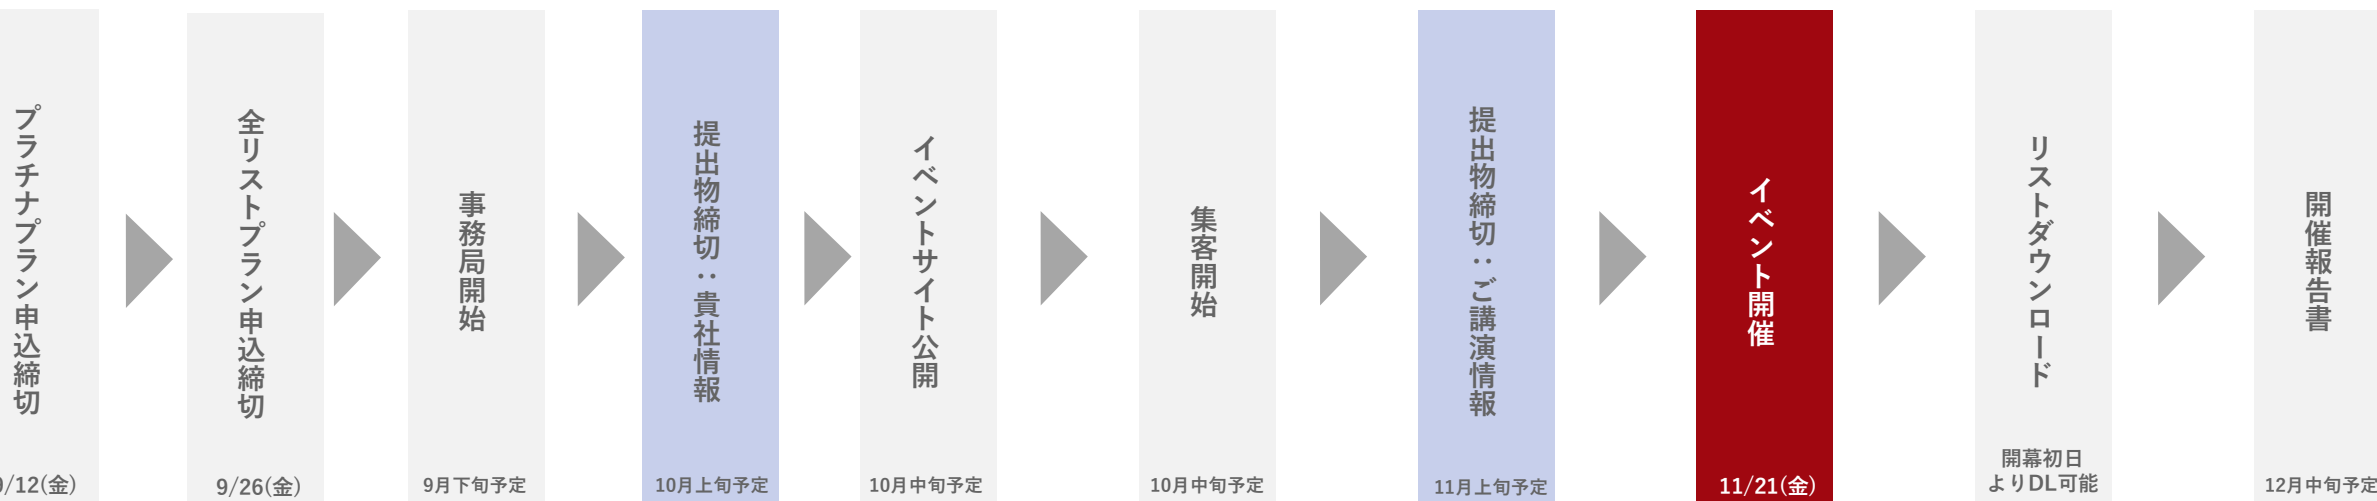 プラチナプラン申込締切
9/12(金)
全リストプラン申込締切
9/26(金)
事務局開始
9月下旬予定
提出物締切：貴社情報
10月上旬予定
イベントサイト公開
10月中旬予定
集客開始
10月中旬予定
提出物締切：ご講演情報
11月上旬予定
イベント開催
11/21(金)
リストダウンロード
開幕初日
よりDL可能
開催報告書
12月中旬予定